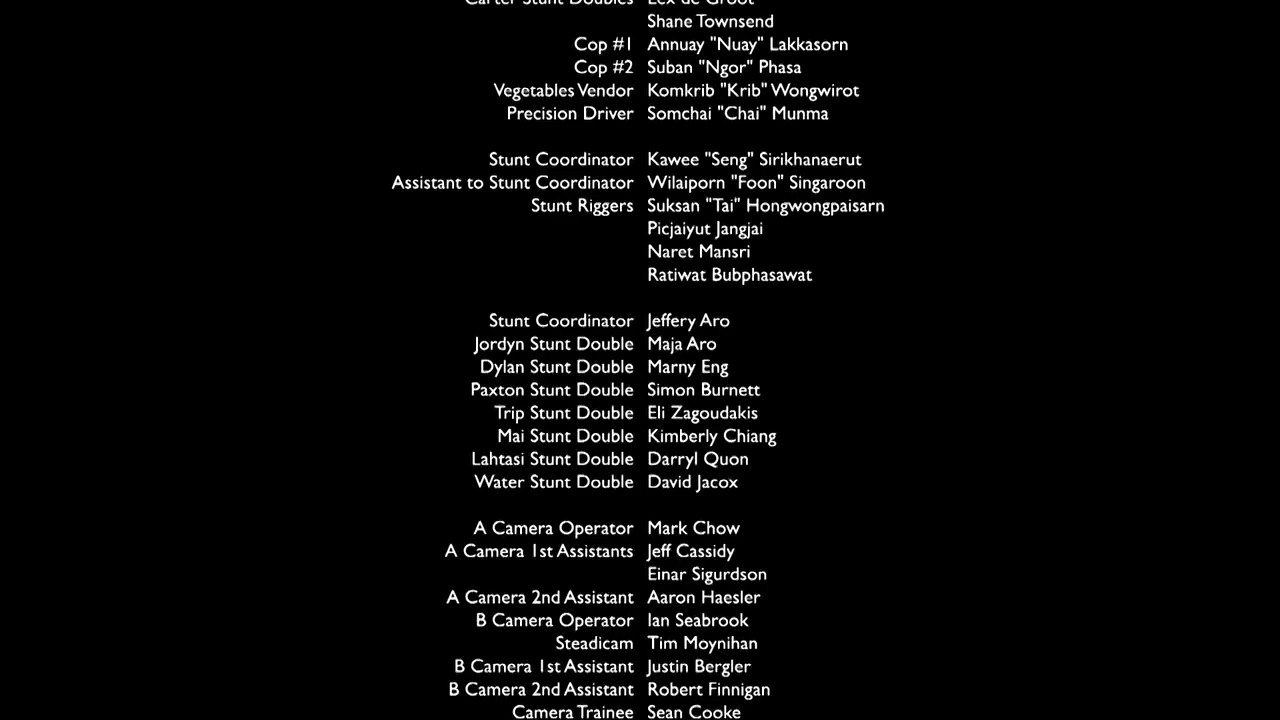 Carter Stunt Doubles Lex de Groot
Shane Townsend
Cop #1 Annuay "Nuay" Lakkasorn
Cop #2 Suban "Ngor" Phasa
Vegetables Vendor Komkrib "Krib" Wongwirot
Precision Driver Somchai "Chai" Munma
Stunt Coordinator Kawee "Seng" Sirikhanaerut
Assistant to Stunt Coordinator Wilaiporn "Foon" Singaroon
Stunt Riggers Suksan "Tai" Hongwongpaisarn
Picjaiyut Jangjai
Naret Mansri
Ratiwat Bubphasawat
Stunt Coordinator Jeffery Aro
Jordyn Stunt Double Maja Aro
Dylan Stunt Double Marny Eng
Paxton Stunt Double Simon Burnett
Trip Stunt Double Eli Zagoudakis
Mai Stunt Double Kimberly Chiang
Lahtasi Stunt Double Darryl Quon
Water Stunt Double David Jacox
A Camera Operator Mark Chow
A Camera 1st Assistants Jeff Cassidy
Einar Sigurdson
A Camera 2nd Assistant Aaron Haesler
B Camera Operator Ian Seabrook
Steadicam Tim Moynihan
B Camera 1st Assistant Justin Bergler
B Camera 2nd Assistant Robert Finnigan
Camera Trainee Sean Cooke